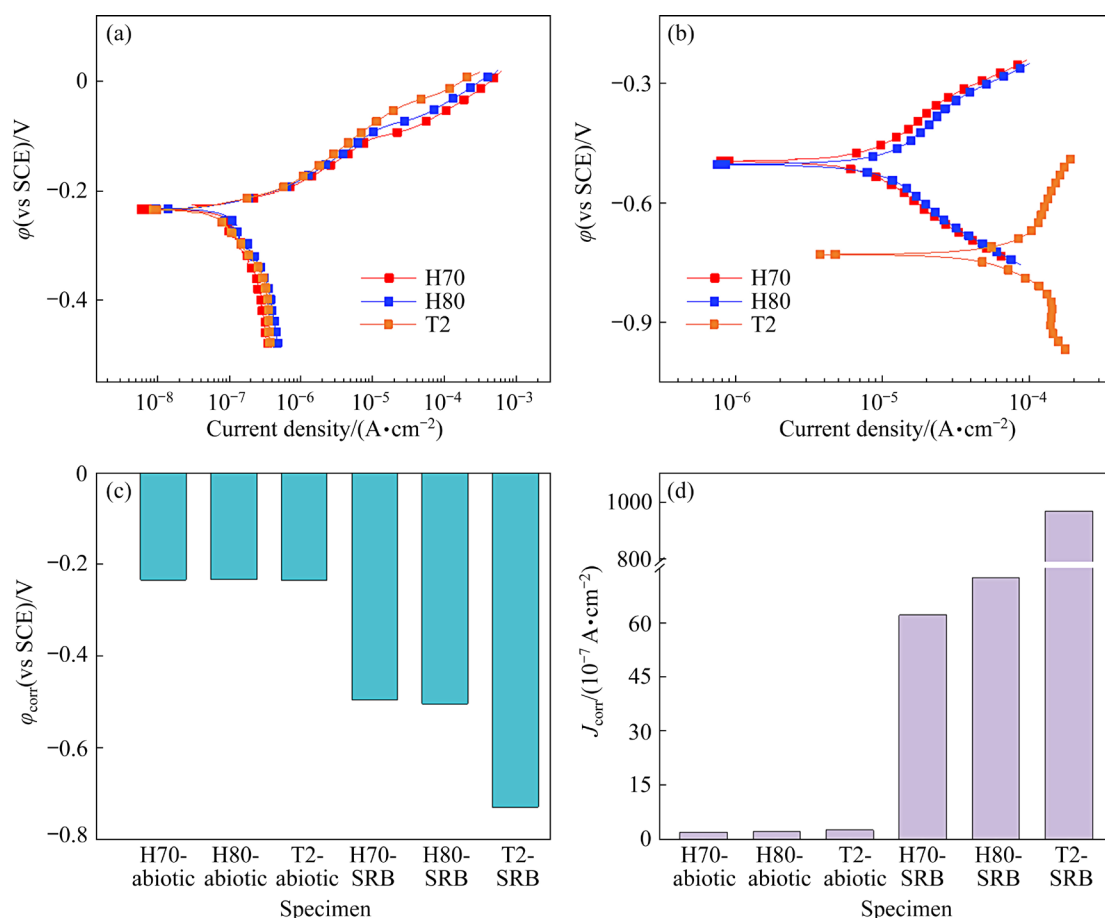 (a)
φ(vs SCE)/V
0
−0.2
−0.4
H70
H80
T2
10⁻⁸ 10⁻⁷ 10⁻⁶ 10⁻⁵ 10⁻⁴ 10⁻³
Current density/(A•cm⁻²)
(b)
φ(vs SCE)/V
−0.3
−0.6
−0.9
H70
H80
T2
10⁻⁶ 10⁻⁵ 10⁻⁴
Current density/(A•cm⁻²)
(c)
φcorr(vs SCE)/V
0
−0.2
−0.4
−0.6
−0.8
H70- H80- T2- H70- H80- T2-
abiotic abiotic abiotic SRB SRB SRB
Specimen
(d)
Jcorr/(10⁻⁷ A•cm⁻²)
1000
800
60
45
30
15
0
H70- H80- T2- H70- H80- T2-
abiotic abiotic abiotic SRB SRB SRB
Specimen